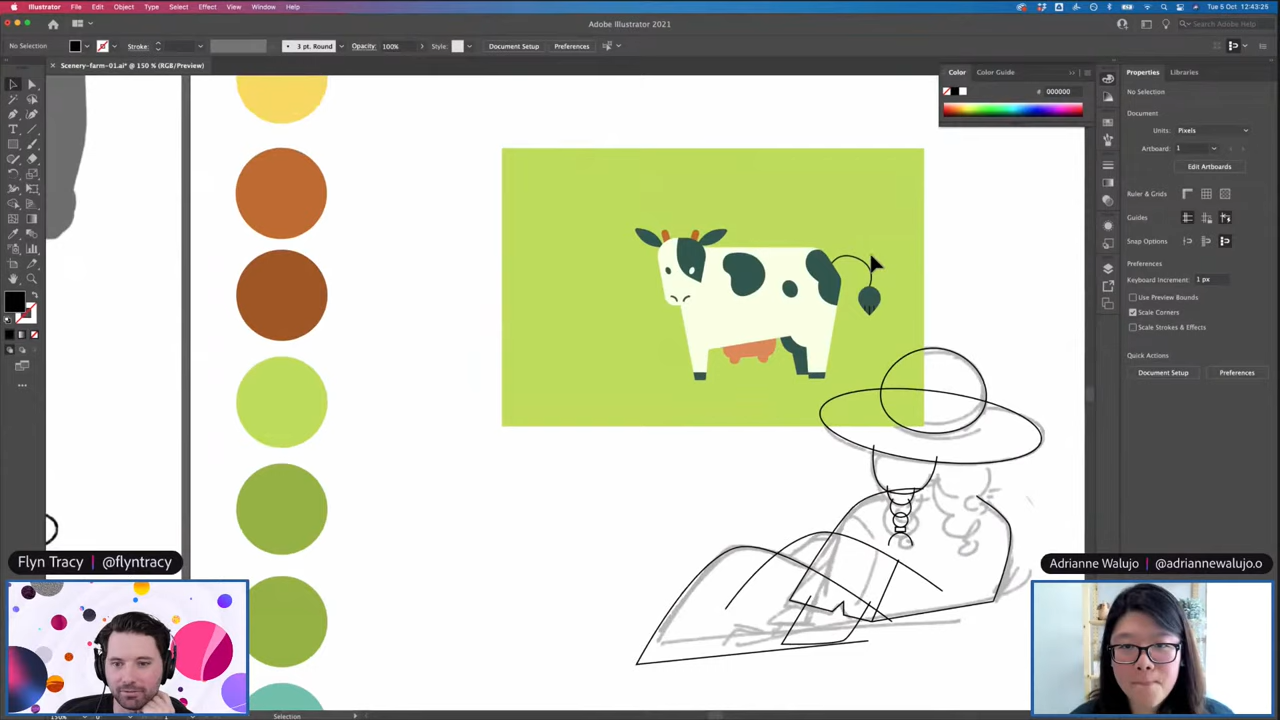 Illustrator File Edit Object Type Select Effect View Window Help
Tue 5 Oct 12:43:25
Adobe Illustrator 2021
Search Adobe Help
No Selection
Stroke:
3 pt. Round
Opacity: 100%
Style:
Document Setup
Preferences
Scenery-farm-01.ai* @ 150 % (RGB/Preview)
Color
Color Guide
# 000000
Properties
Libraries
No Selection
Document
Units: Pixels
Artboard: 1
Edit Artboards
Ruler & Grids
Guides
Snap Options
Preferences
Keyboard Increment: 1 px
Use Preview Bounds
Scale Corners
Scale Strokes & Effects
Quick Actions
Document Setup
Preferences
Flyn Tracy | @flyntracy
Adrianne Walujo | @adriannewalujo.o
Selection